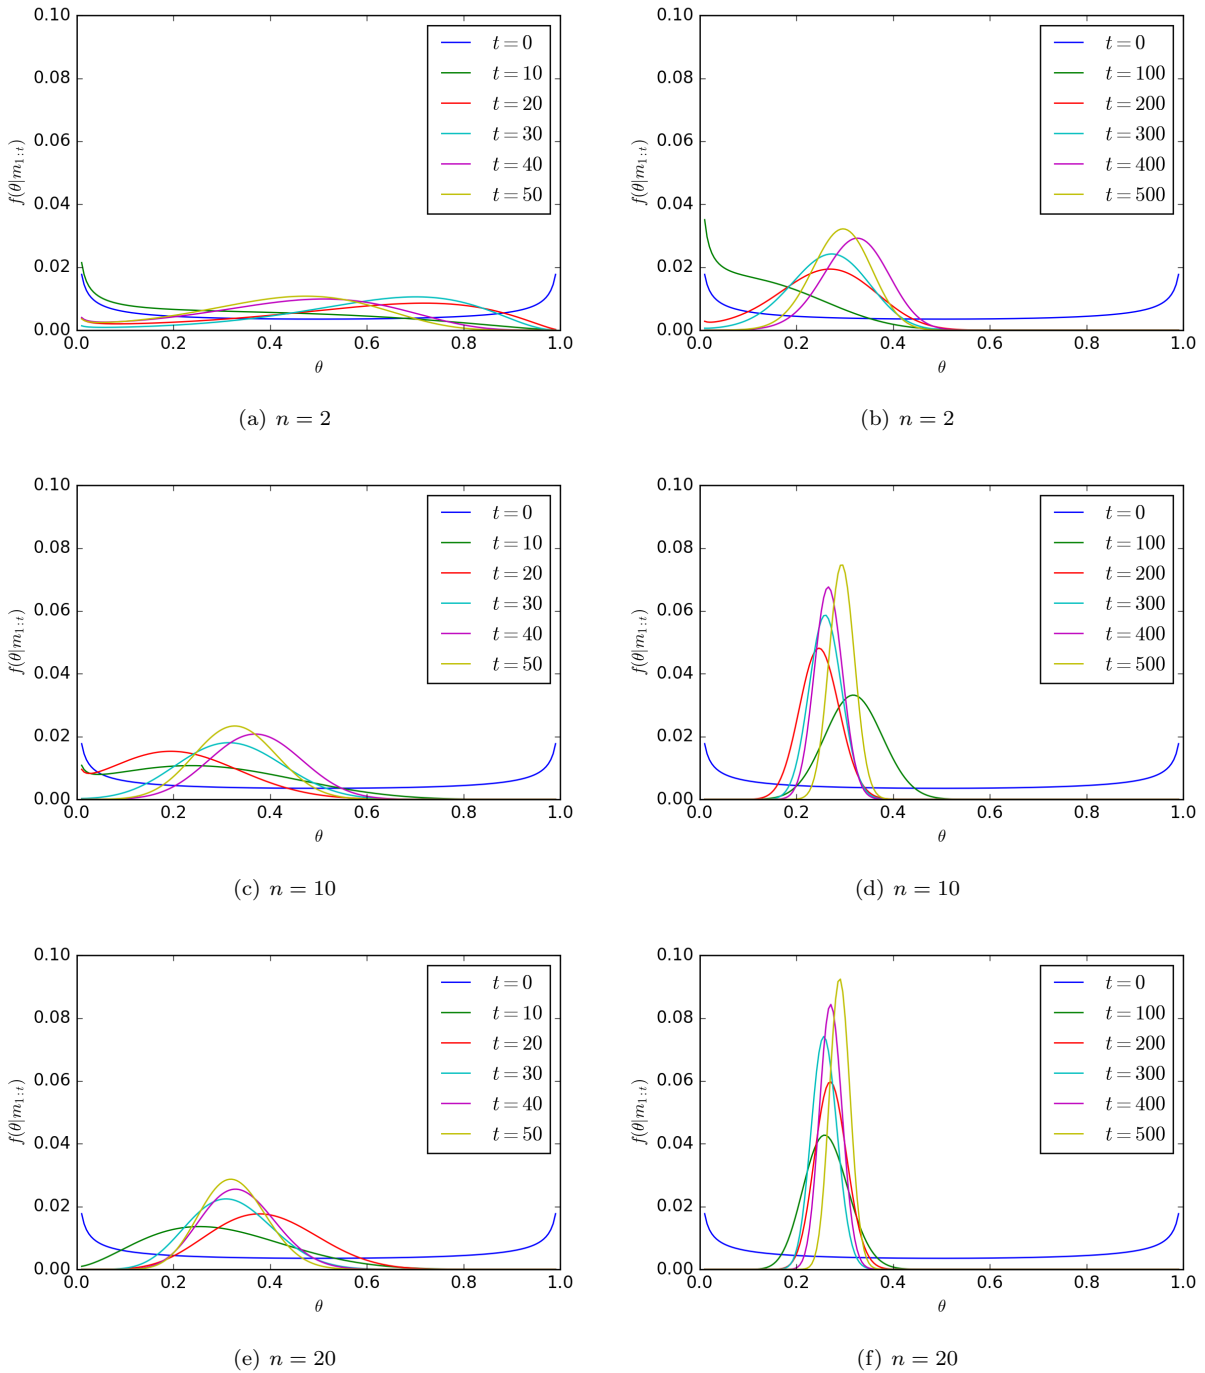 0.10
0.08
0.06
0.04
0.02
0.00
f(θ|m1:t)
0.0 0.2 0.4 0.6 0.8 1.0
θ
t=0
t=10
t=20
t=30
t=40
t=50
(a) n = 2
0.10
0.08
0.06
0.04
0.02
0.00
f(θ|m1:t)
0.0 0.2 0.4 0.6 0.8 1.0
θ
t=0
t=100
t=200
t=300
t=400
t=500
(b) n = 2
0.10
0.08
0.06
0.04
0.02
0.00
f(θ|m1:t)
0.0 0.2 0.4 0.6 0.8 1.0
θ
t=0
t=10
t=20
t=30
t=40
t=50
(c) n = 10
0.10
0.08
0.06
0.04
0.02
0.00
f(θ|m1:t)
0.0 0.2 0.4 0.6 0.8 1.0
θ
t=0
t=100
t=200
t=300
t=400
t=500
(d) n = 10
0.10
0.08
0.06
0.04
0.02
0.00
f(θ|m1:t)
0.0 0.2 0.4 0.6 0.8 1.0
θ
t=0
t=10
t=20
t=30
t=40
t=50
(e) n = 20
0.10
0.08
0.06
0.04
0.02
0.00
f(θ|m1:t)
0.0 0.2 0.4 0.6 0.8 1.0
θ
t=0
t=100
t=200
t=300
t=400
t=500
(f) n = 20